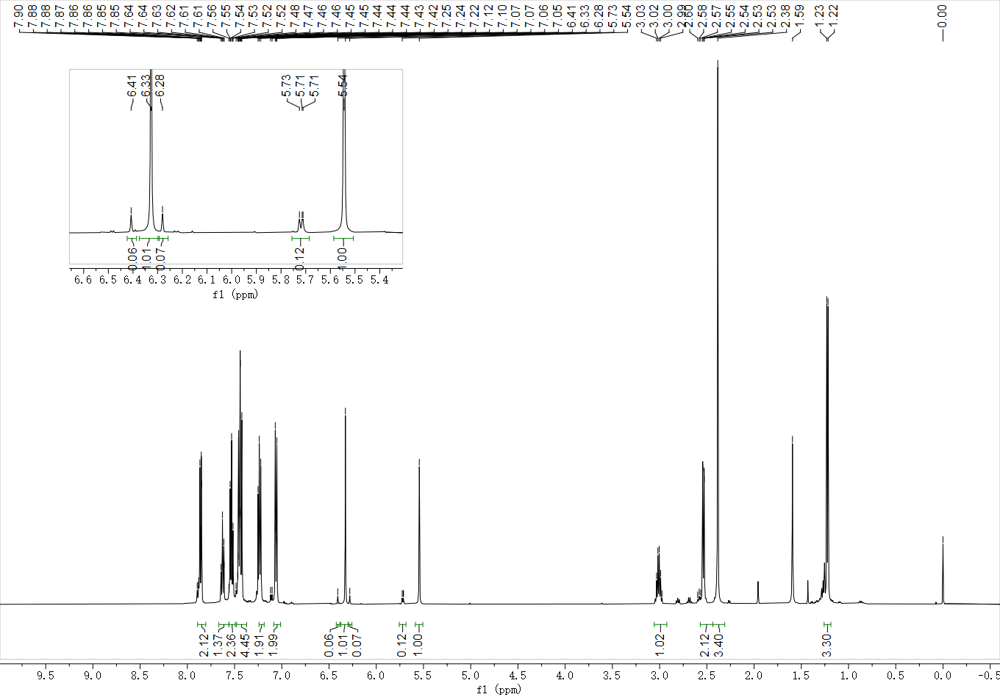 7.90 7.88 7.88 7.87 7.86 7.86 7.85 7.85 7.64 7.64 7.63 7.62 7.61 7.61 7.56 7.55 7.54 7.53 7.52 7.52 7.48 7.47 7.46 7.46 7.45 7.45 7.44 7.44 7.43 7.42 7.25 7.24 7.22 7.12 7.10 7.07 7.07 7.06 7.05 6.41 6.33 6.28 5.73 5.54 3.03 3.02 3.00 2.99 2.60 2.58 2.57 2.55 2.54 2.53 2.53 2.38 1.59 1.23 1.22 0.00
6.41 6.33 6.28 5.73 5.71 5.71 5.54
0.06 1.01 0.07 0.12 1.00
6.6 6.5 6.4 6.3 6.2 6.1 6.0 5.9 5.8 5.7 5.6 5.5 5.4
f1 (ppm)
2.12 1.37 2.36 4.45 1.91 1.99 0.06 1.01 0.07 0.12 1.00 1.02 2.12 3.40 3.30
9.5 9.0 8.5 8.0 7.5 7.0 6.5 6.0 5.5 5.0 4.5 4.0 3.5 3.0 2.5 2.0 1.5 1.0 0.5 0.0 -0.5
f1 (ppm)